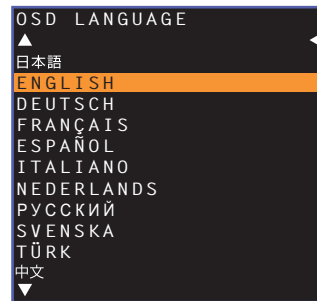 OSD LANGUAGE
日本語
ENGLISH
DEUTSCH
FRANÇAIS
ESPAÑOL
ITALIANO
NEDERLANDS
РУССКИЙ
SVENSKA
TÜRK
中文